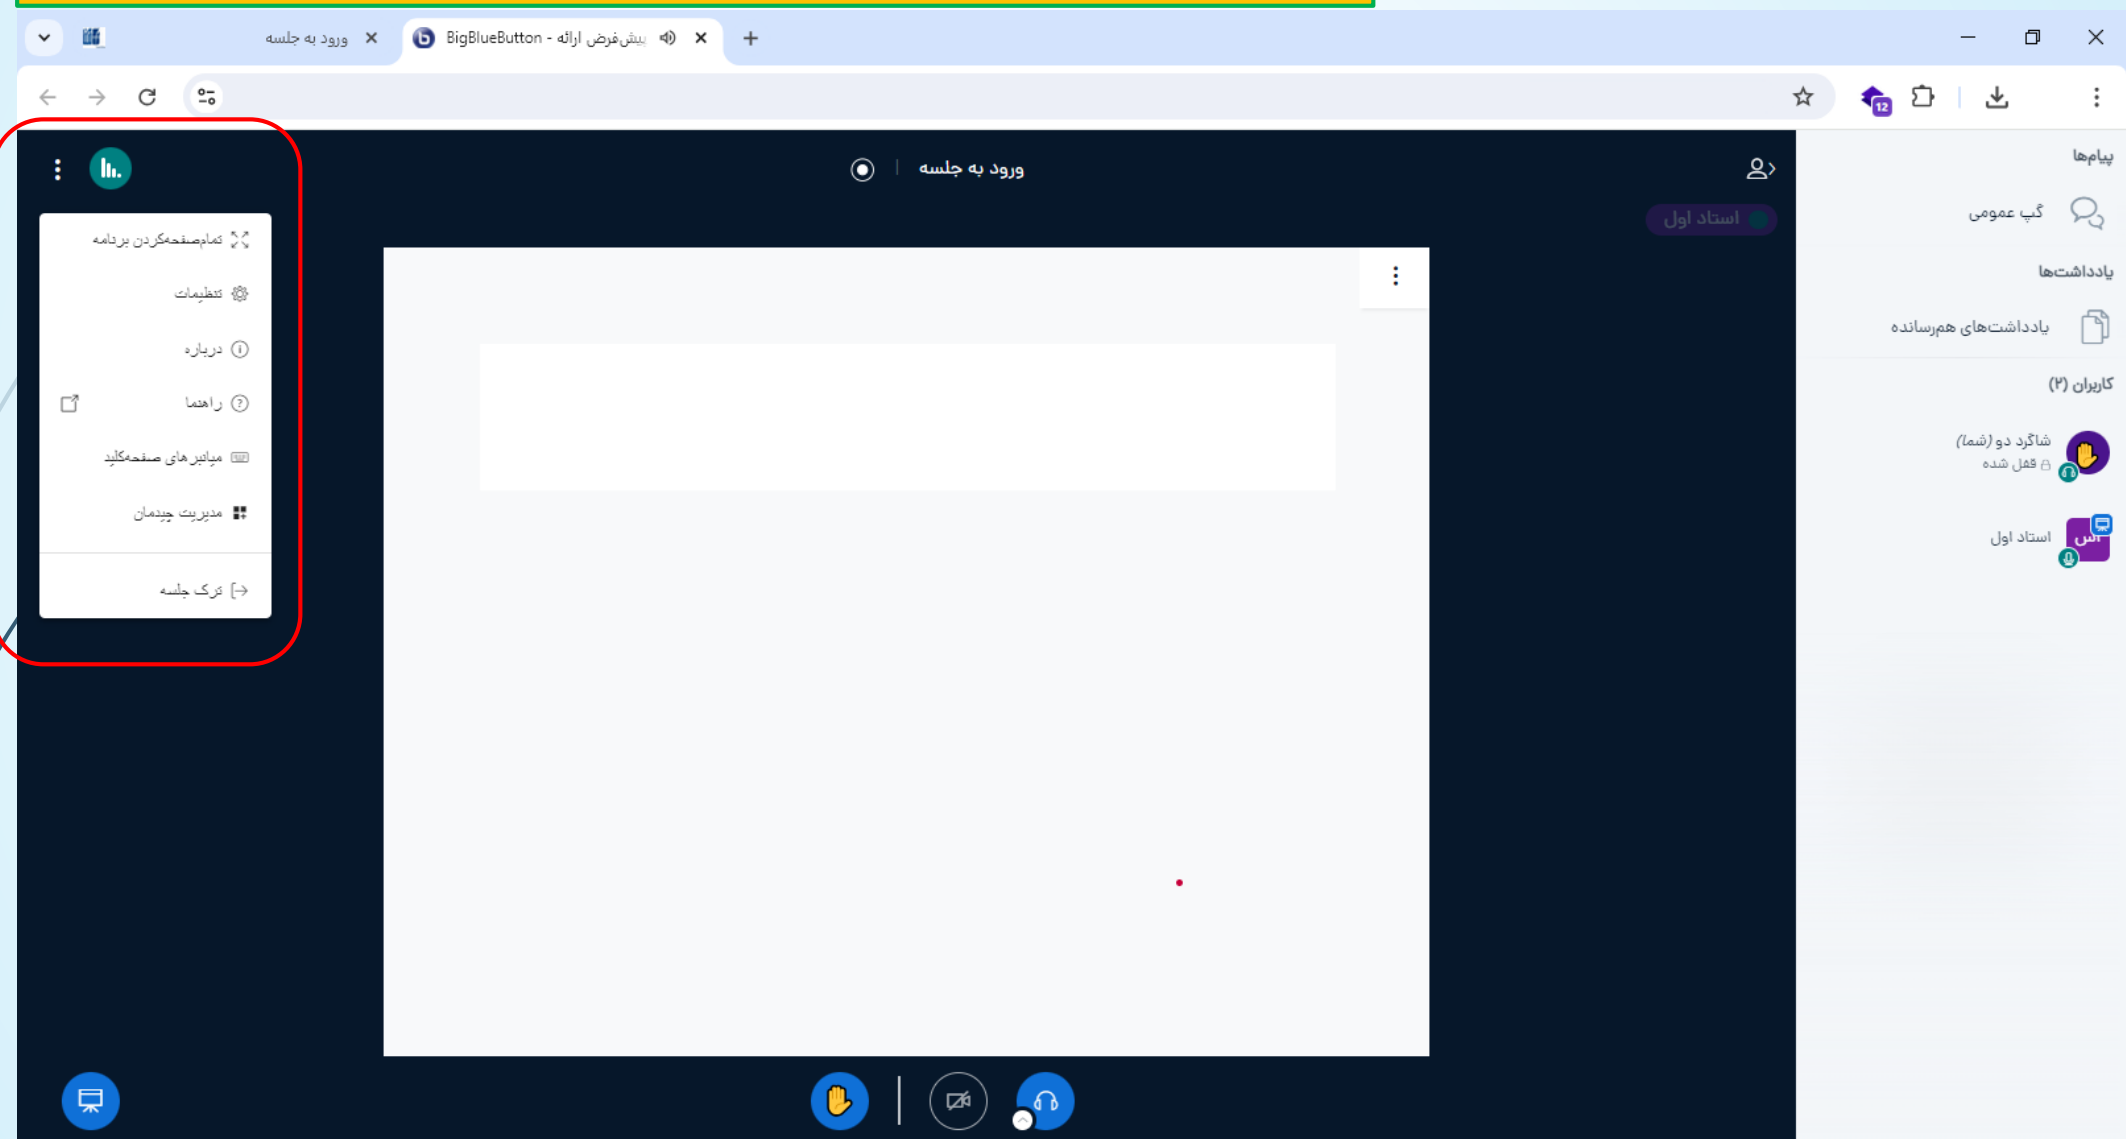 ورود به جلسه
پیش‌فرض ارائه - BigBlueButton
12
ورود به جلسه
استاد اول
تمام‌صفحه‌کردن برنامه
تنظیمات
درباره
راهنما
میانبرهای صفحه‌کلید
مدیریت چیدمان
ترک جلسه
پیام‌ها
گپ عمومی
یادداشت‌ها
یادداشت‌های هم‌رسانده
کاربران (۲)
شاگرد دو (شما)
قفل شده
اس
استاد اول